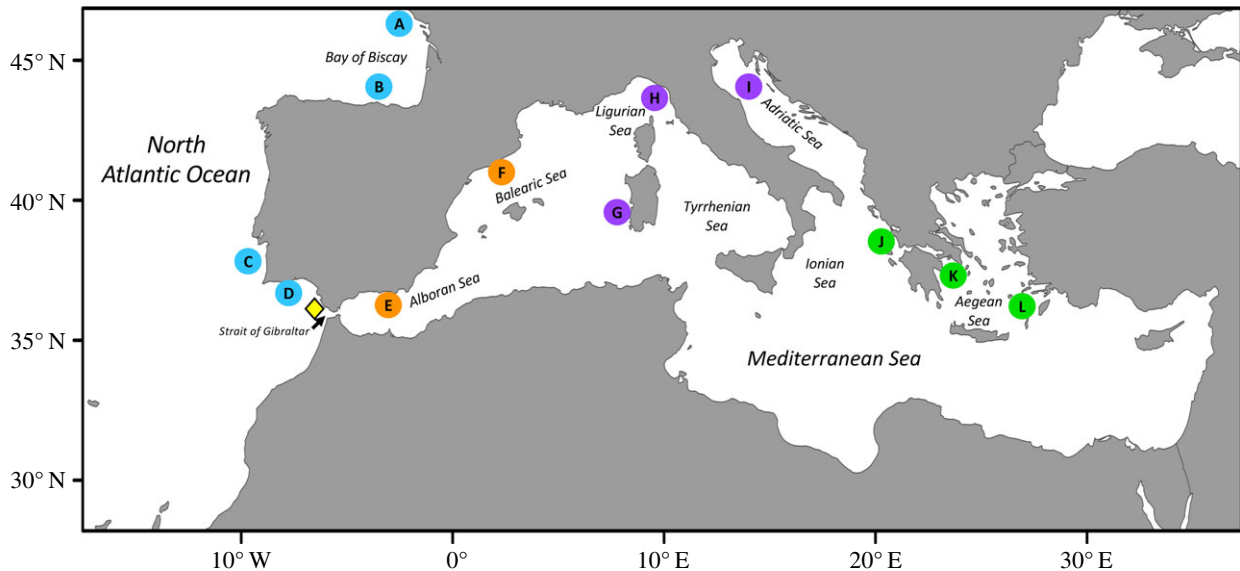 45° N
40° N
35° N
30° N
10° W
0°
10° E
20° E
30° E
A
Bay of Biscay
B
North
Atlantic Ocean
C
D
Strait of Gibraltar
E
Alboran Sea
F
Balearic Sea
G
H
Ligurian
Sea
I
Adriatic Sea
Tyrrhenian
Sea
J
Ionian
Sea
K
Aegean
Sea
L
Mediterranean Sea